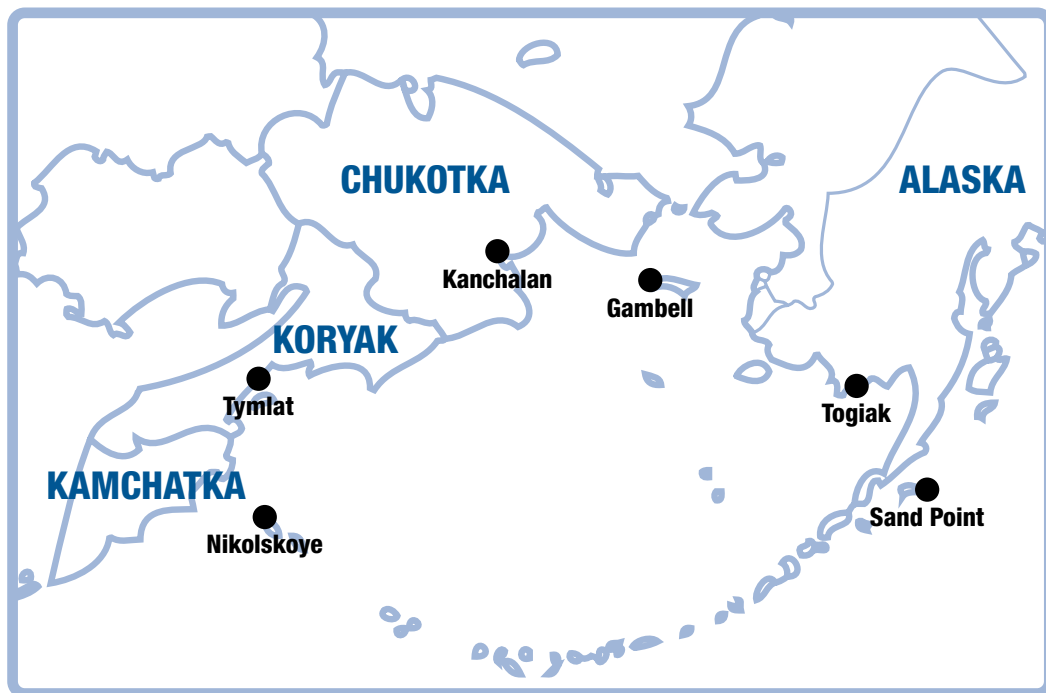 CHUKOTKA
ALASKA
Kanchalan
Gambell
KORYAK
Tymlat
Togiak
KAMCHATKA
Sand Point
Nikolskoye